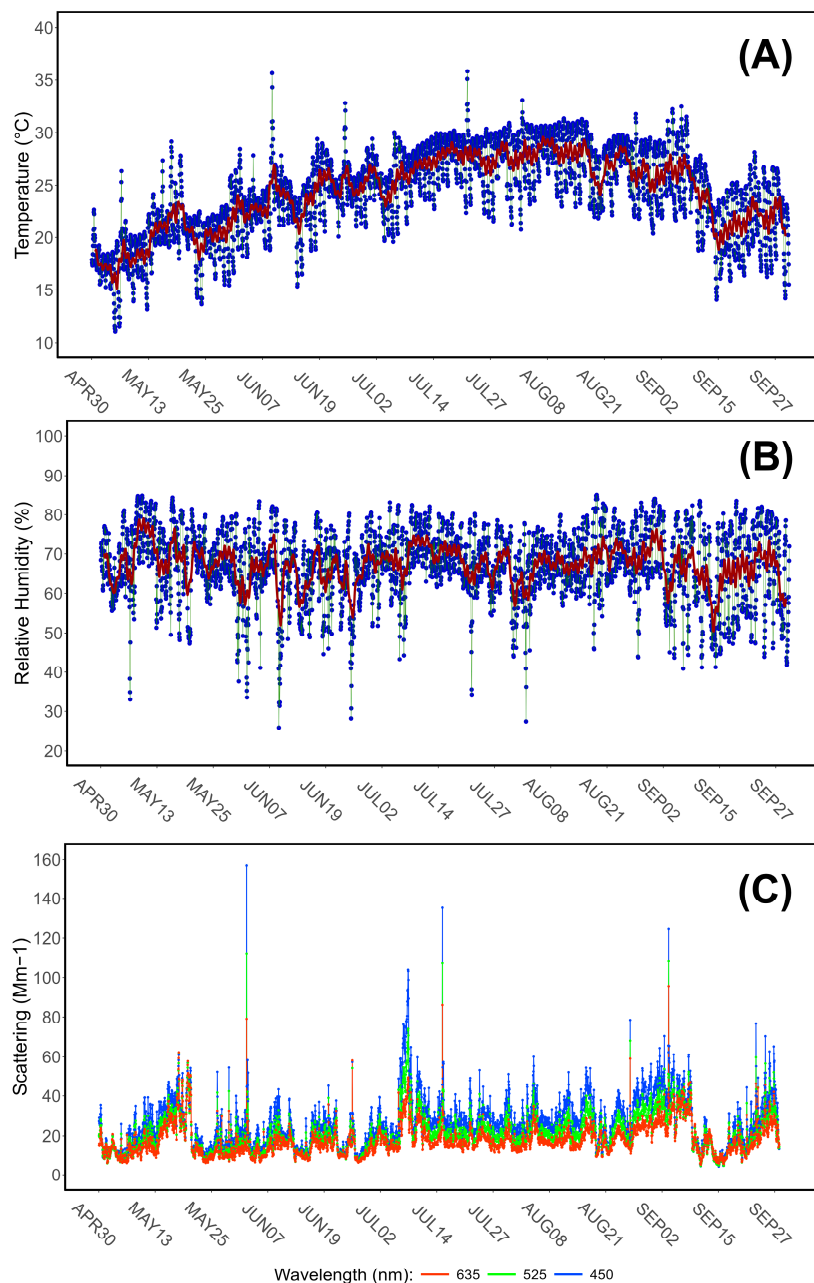 (A)
Temperature (°C)
40
35
30
25
20
15
10
APR30 MAY13 MAY25 JUN07 JUN19 JUL02 JUL14 JUL27 AUG08 AUG21 SEP02 SEP15 SEP27
(B)
Relative Humidity (%)
100
90
80
70
60
50
40
30
20
APR30 MAY13 MAY25 JUN07 JUN19 JUL02 JUL14 JUL27 AUG08 AUG21 SEP02 SEP15 SEP27
(C)
Scattering (Mm−1)
160
140
120
100
80
60
40
20
0
APR30 MAY13 MAY25 JUN07 JUN19 JUL02 JUL14 JUL27 AUG08 AUG21 SEP02 SEP15 SEP27
Wavelength (nm): 635 525 450